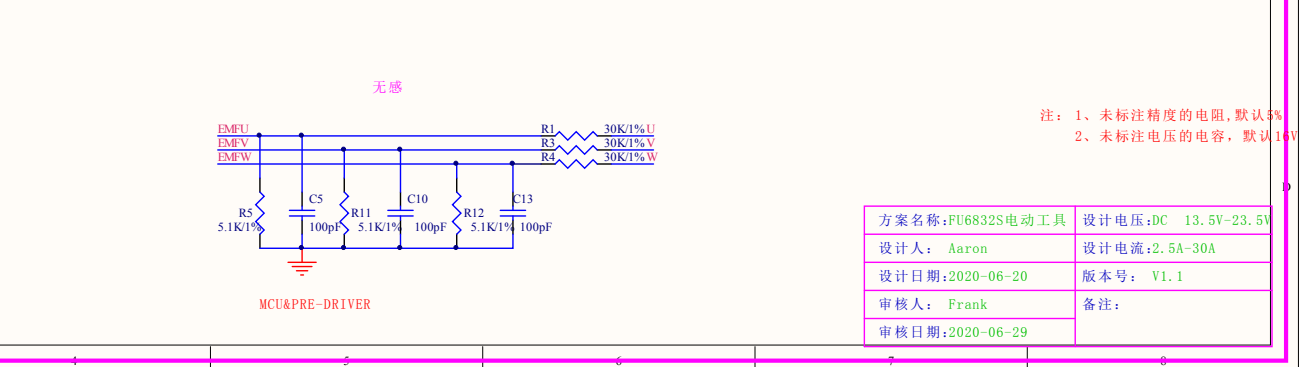 无感
注: 1、未标注精度的电阻,默认5%
2、未标注电压的电容, 默认16V
EMFU R1 30K/1% U
EMFV R3 30K/1% V
EMFW R4 30K/1% W
D
C5 C10 C13
R5 R11 R12
5.1K/1% 100pF 5.1K/1% 100pF 5.1K/1% 100pF
方案名称:FU6832S电动工具 设计电压:DC 13.5V-23.5V
设计人: Aaron 设计电流:2.5A-30A
设计日期:2020-06-20 版本号: V1.1
审核人: Frank 备注:
审核日期:2020-06-29
MCU&PRE-DRIVER
4 5 6 7 8